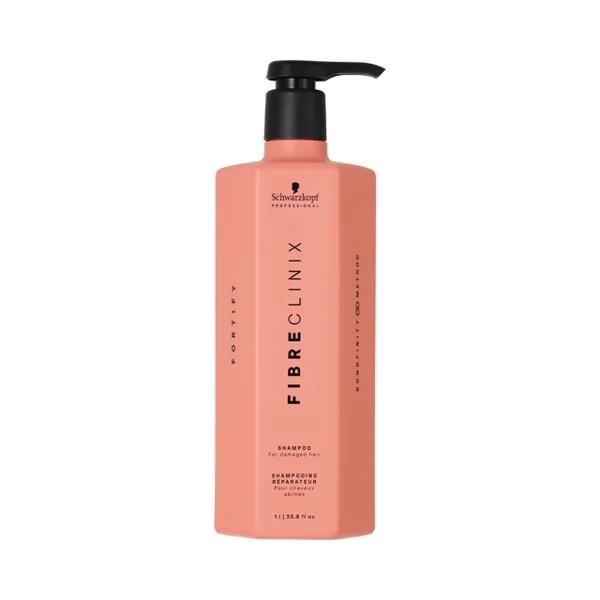 Schwarzkopf
PROFESSIONAL
FORTIFY
FIBRECLINIX
BONDFINITY METHOD
SHAMPOO
For damaged hair
SHAMPOOING
RÉPARATEUR
Pour cheveux
abîmés
1 l | 33.8 fl oz